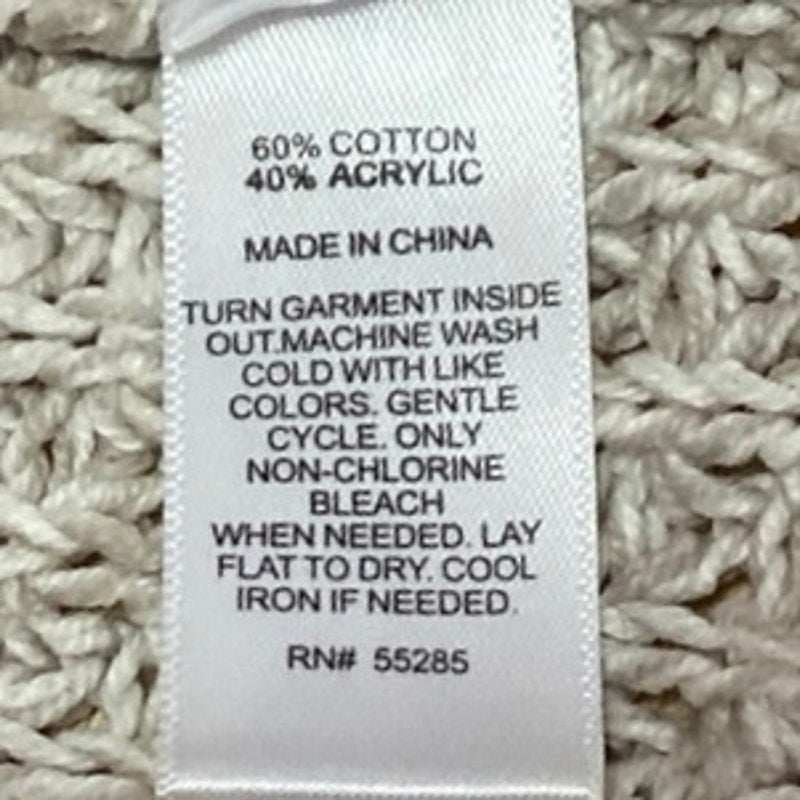 60% COTTON
40% ACRYLIC
MADE IN CHINA
TURN GARMENT INSIDE
OUT.MACHINE WASH
COLD WITH LIKE
COLORS. GENTLE
CYCLE. ONLY
NON-CHLORINE
BLEACH
WHEN NEEDED. LAY
FLAT TO DRY. COOL
IRON IF NEEDED.
RN# 55285